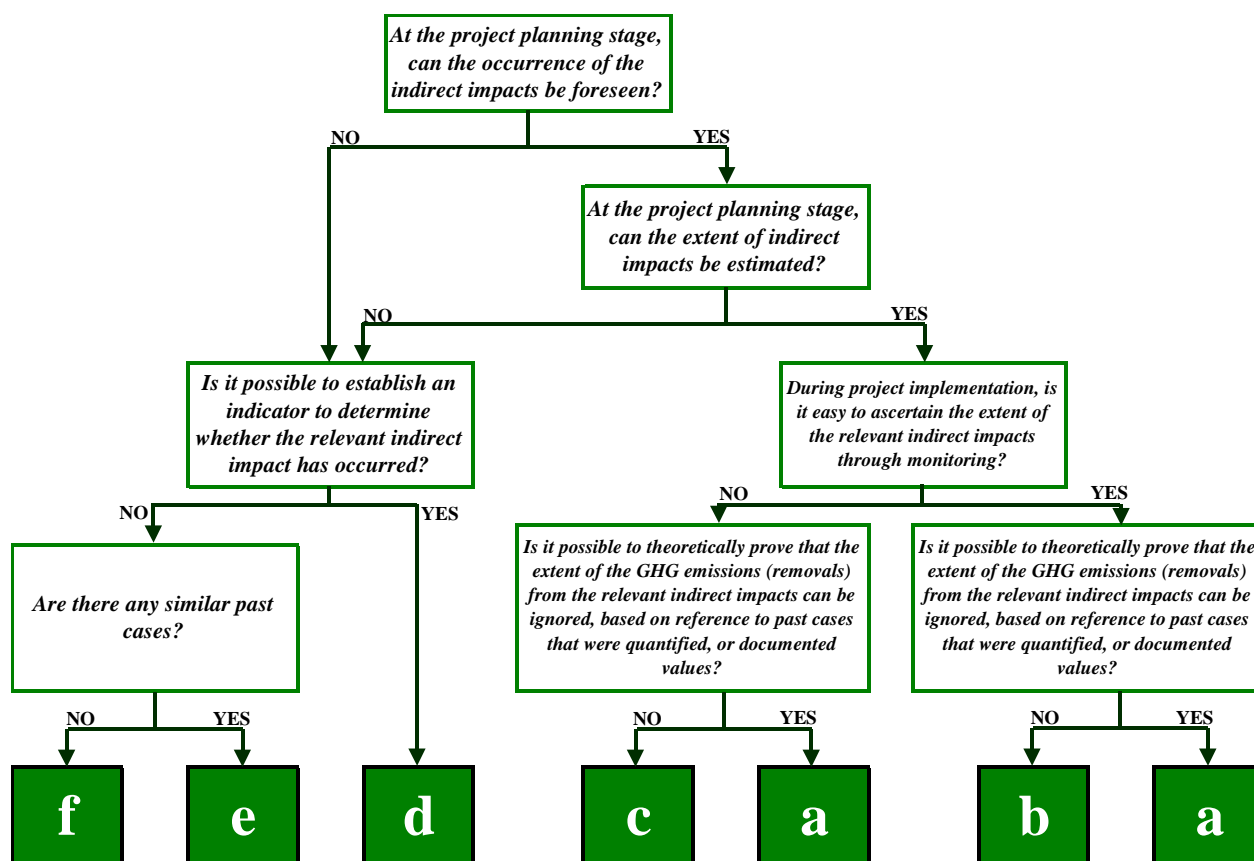 At the project planning stage,
can the occurrence of the
indirect impacts be foreseen?
NO
YES
At the project planning stage,
can the extent of indirect
impacts be estimated?
NO
YES
Is it possible to establish an
indicator to determine
whether the relevant indirect
impact has occurred?
During project implementation, is
it easy to ascertain the extent of
the relevant indirect impacts
through monitoring?
NO
YES
NO
YES
Are there any similar past
cases?
Is it possible to theoretically prove that the
extent of the GHG emissions (removals)
from the relevant indirect impacts can be
ignored, based on reference to past cases
that were quantified, or documented
values?
Is it possible to theoretically prove that the
extent of the GHG emissions (removals)
from the relevant indirect impacts can be
ignored, based on reference to past cases
that were quantified, or documented
values?
NO
YES
NO
YES
NO
YES
f
e
d
c
a
b
a